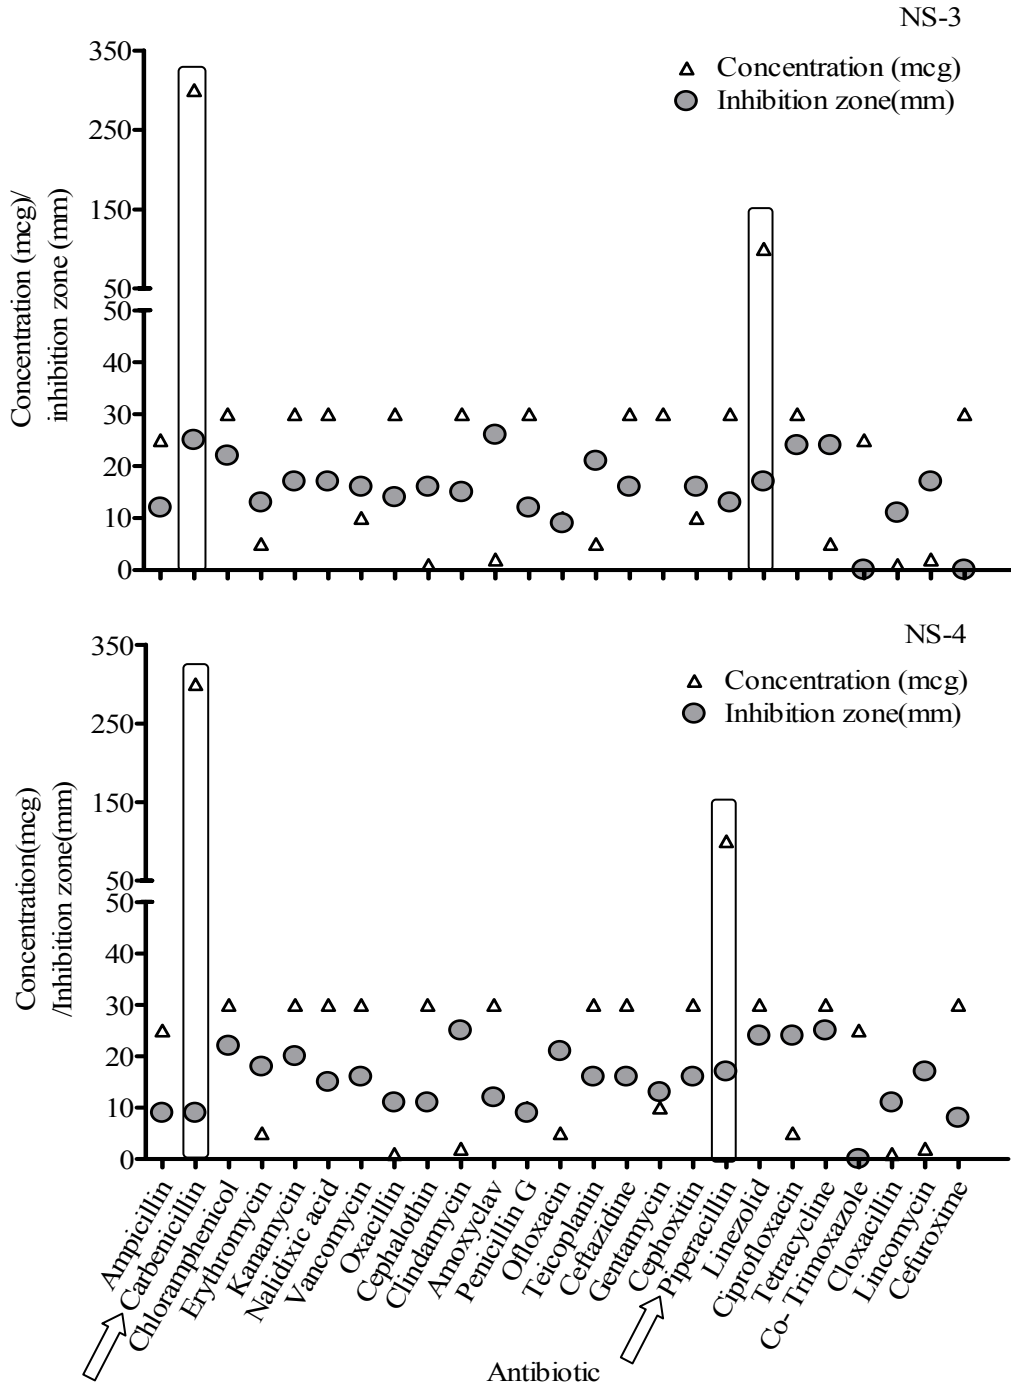 NS-3
Concentration (mcg)
Inhibition zone(mm)
350
250
150
50
50
40
30
20
10
0
Concentration (mcg)/
inhibition zone (mm)
NS-4
Concentration (mcg)
Inhibition zone(mm)
350
250
150
50
50
40
30
20
10
0
Concentration(mcg)
/Inhibition zone(mm)
Ampicillin
Carbenicillin
Chloramphenicol
Erythromycin
Kanamycin
Nalidixic acid
Vancomycin
Oxacillin
Cephalothin
Clindamycin
Amoxyclav
Penicillin G
Ofloxacin
Teicoplanin
Ceftazidine
Gentamycin
Cephoxitin
Piperacillin
Linezolid
Ciprofloxacin
Tetracycline
Co- Trimoxazole
Cloxacillin
Lincomycin
Cefuroxime
Antibiotic